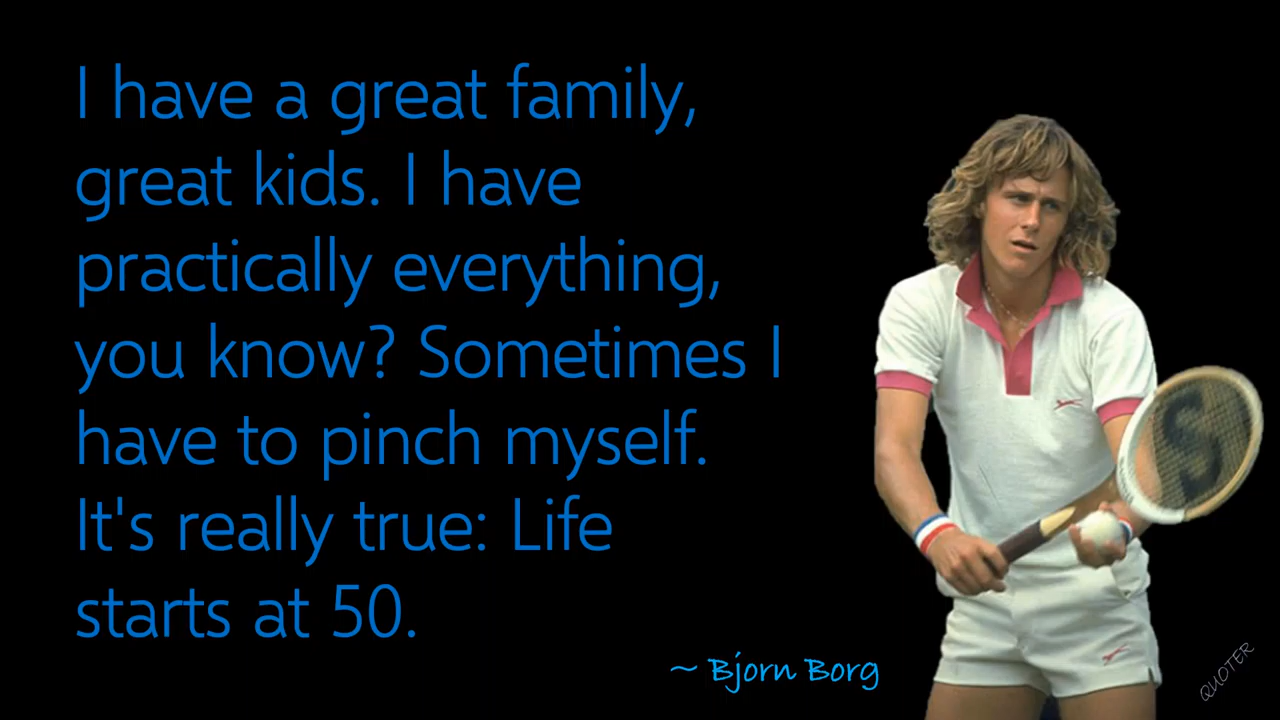 I have a great family,
great kids. I have
practically everything,
you know? Sometimes I
have to pinch myself.
It's really true: Life
starts at 50.
~ Bjorn Borg
QUOTER
S